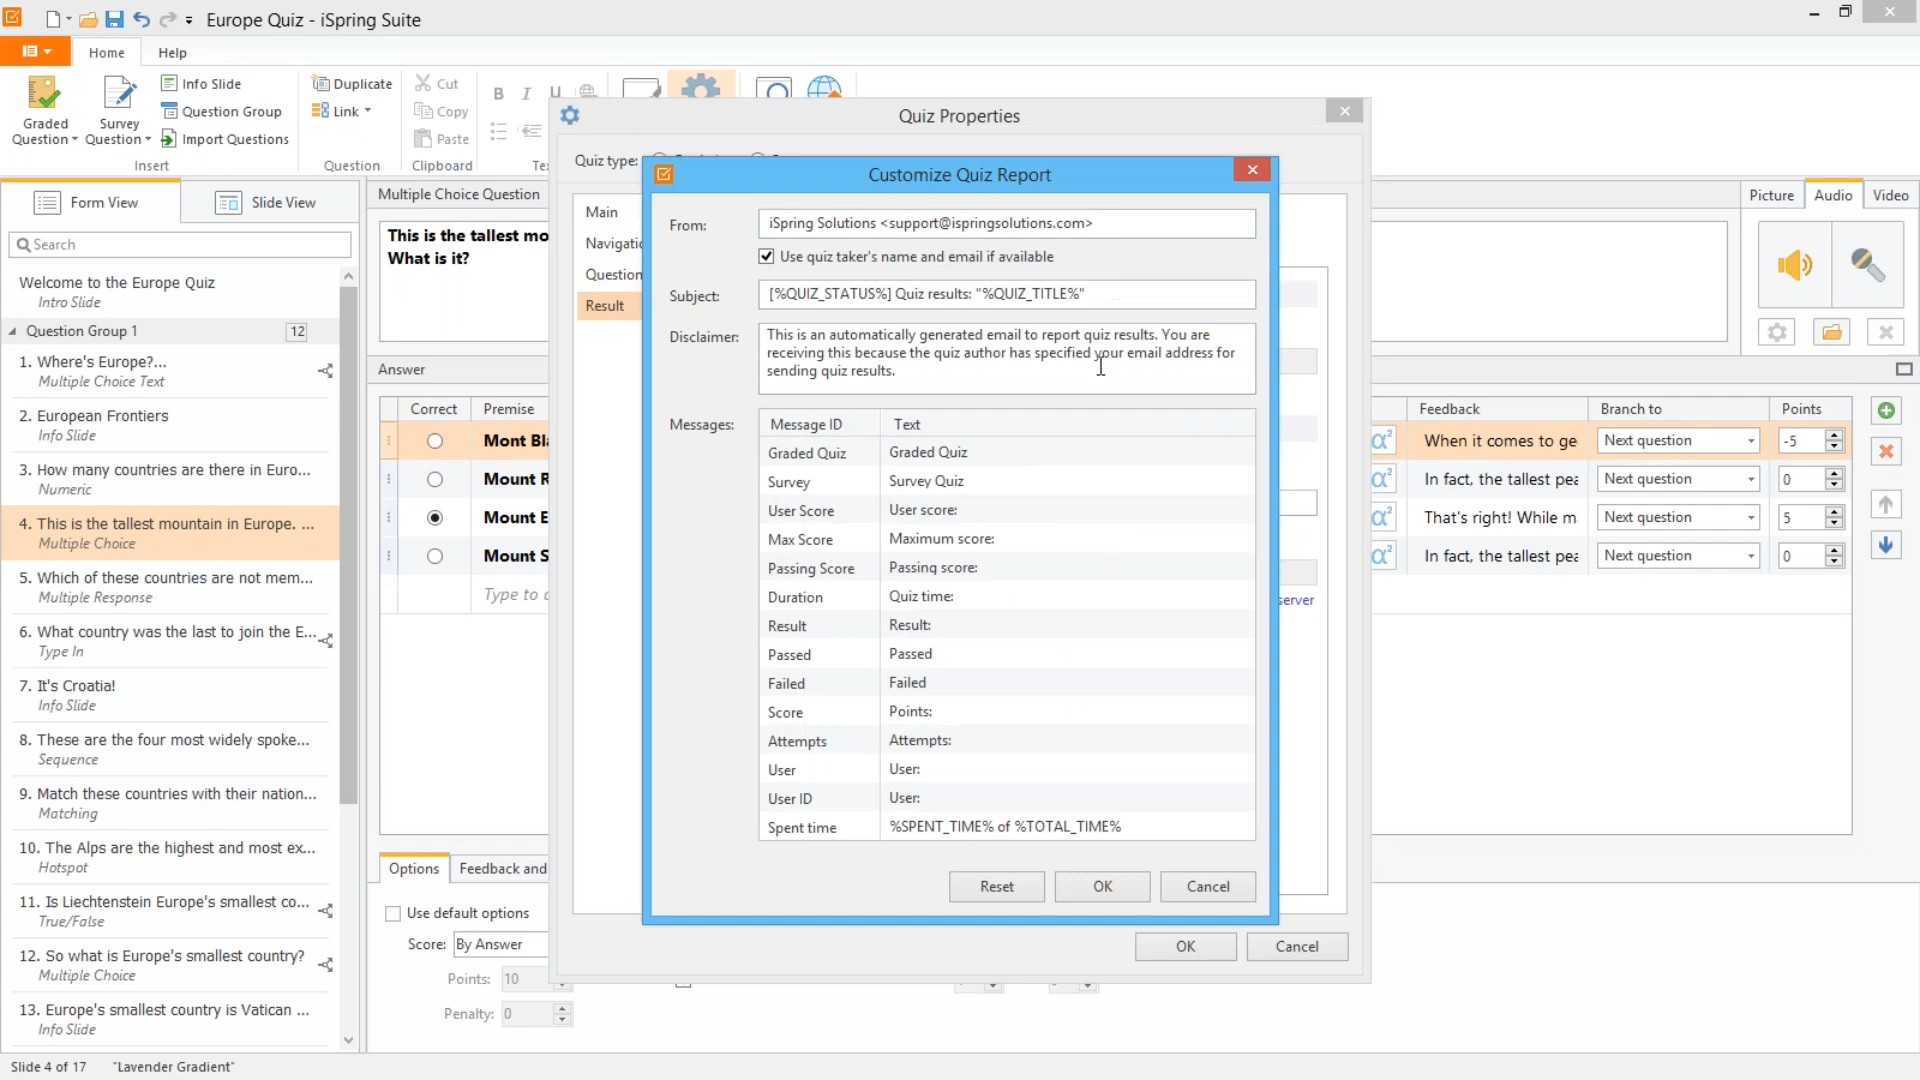 Europe Quiz - iSpring Suite
Home
Help
Graded Question
Survey Question
Info Slide
Question Group
Import Questions
Insert
Duplicate
Link
Question
Cut
Copy
Paste
Clipboard
B I U
Form View
Slide View
Search
Welcome to the Europe Quiz
Intro Slide
Question Group 1
12
1. Where's Europe?...
Multiple Choice Text
2. European Frontiers
Info Slide
3. How many countries are there in Euro...
Numeric
4. This is the tallest mountain in Europe. ...
Multiple Choice
5. Which of these countries are not mem...
Multiple Response
6. What country was the last to join the E...
Type In
7. It's Croatia!
Info Slide
8. These are the four most widely spoke...
Sequence
9. Match these countries with their nation...
Matching
10. The Alps are the highest and most ex...
Hotspot
11. Is Liechtenstein Europe's smallest co...
True/False
12. So what is Europe's smallest country?
Multiple Choice
13. Europe's smallest country is Vatican ...
Info Slide
Slide 4 of 17
"Lavender Gradient"
Multiple Choice Question
This is the tallest mo
What is it?
Answer
Correct
Premise
Mont Bl
Mount R
Mount E
Mount S
Type to
Options
Feedback and
Use default options
Score: By Answer
Points: 10
Penalty: 0
Quiz Properties
Quiz type:
Main
Navigatio
Question
Result
server
OK
Cancel
Customize Quiz Report
From: iSpring Solutions <support@ispringsolutions.com>
Use quiz taker's name and email if available
Subject: [%QUIZ_STATUS%] Quiz results: "%QUIZ_TITLE%"
Disclaimer: This is an automatically generated email to report quiz results. You are
receiving this because the quiz author has specified your email address for
sending quiz results.
Messages:
Message ID Text
Graded Quiz Graded Quiz
Survey Survey Quiz
User Score User score:
Max Score Maximum score:
Passing Score Passing score:
Duration Quiz time:
Result Result:
Passed Passed
Failed Failed
Score Points:
Attempts Attempts:
User User:
User ID User:
Spent time %SPENT_TIME% of %TOTAL_TIME%
Reset
OK
Cancel
Picture
Audio
Video
Feedback
Branch to
Points
When it comes to ge Next question -5
In fact, the tallest pea Next question 0
That's right! While m Next question 5
In fact, the tallest pea Next question 0